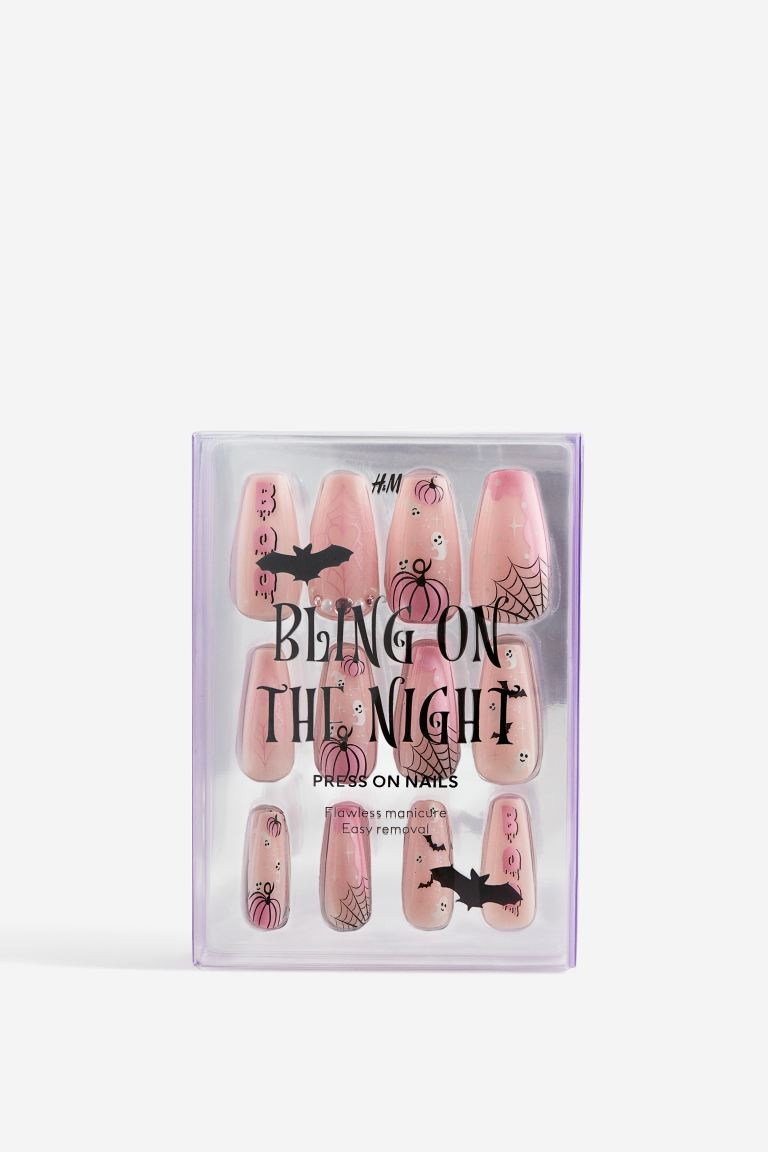 H&M
BLING ON
THE NIGHT
PRESS ON NAILS
Flawless manicure
Easy removal